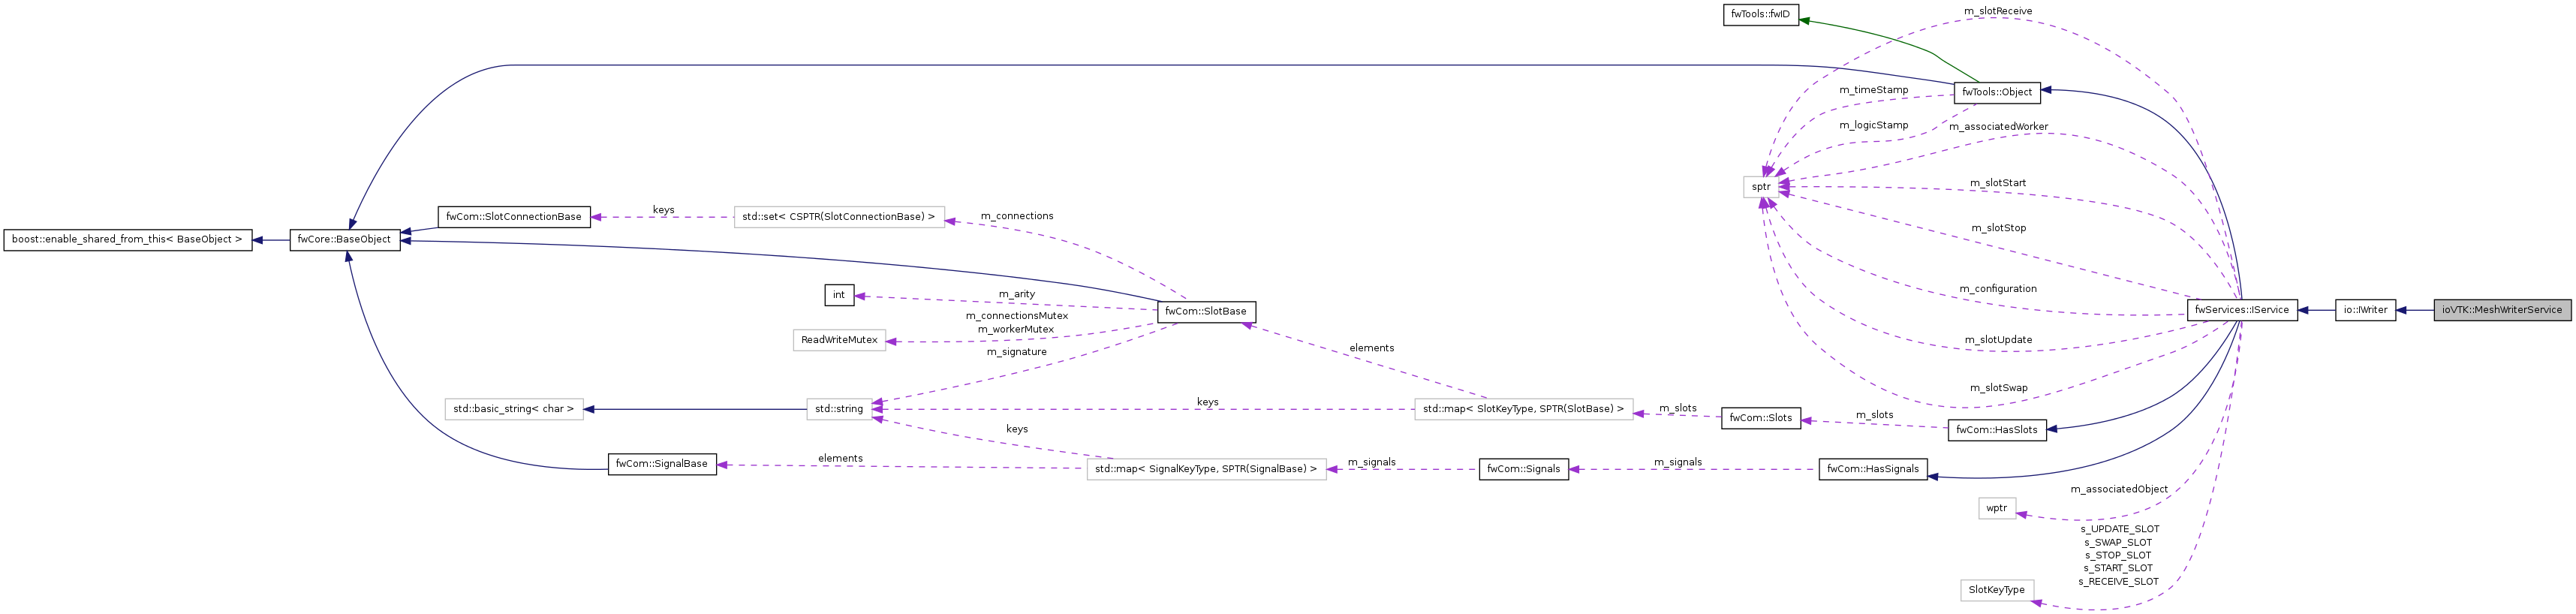 m_slotReceive
fwTools::fwID
m_timeStamp
fwTools::Object
m_logicStamp
m_associatedWorker
sptr
m_slotStart
keys
m_connections
fwCom::SlotConnectionBase
std::set< CSPTR(SlotConnectionBase) >
m_slotStop
boost::enable_shared_from_this< BaseObject >
fwCore::BaseObject
m_configuration
int
m_arity
fwCom::SlotBase
fwServices::IService
io::IWriter
ioVTK::MeshWriterService
m_connectionsMutex
m_workerMutex
ReadWriteMutex
m_slotUpdate
m_signature
elements
m_slotSwap
keys
std::basic_string< char >
std::string
std::map< SlotKeyType, SPTR(SlotBase) >
m_slots
fwCom::Slots
m_slots
fwCom::HasSlots
keys
elements
fwCom::SignalBase
std::map< SignalKeyType, SPTR(SignalBase) >
m_signals
fwCom::Signals
m_signals
fwCom::HasSignals
m_associatedObject
wptr
s_UPDATE_SLOT
s_SWAP_SLOT
s_STOP_SLOT
s_START_SLOT
s_RECEIVE_SLOT
SlotKeyType